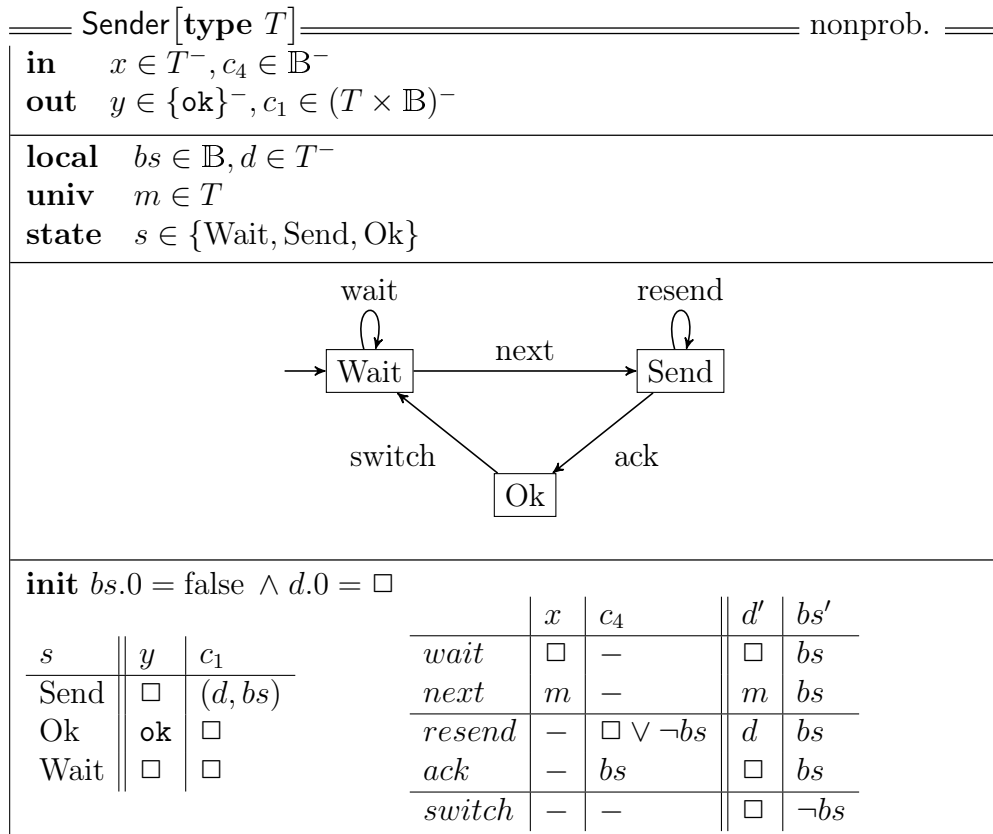 Sender[type T] nonprob.
in x ∈ T⁻, c₄ ∈ 𝔹⁻
out y ∈ {ok}⁻, c₁ ∈ (T × 𝔹)⁻
local bs ∈ 𝔹, d ∈ T⁻
univ m ∈ T
state s ∈ {Wait, Send, Ok}
wait resend
Wait next Send
switch ack
Ok
init bs.0 = false ∧ d.0 = □
s y c₁
Send □ (d, bs)
Ok ok □
Wait □ □
x c₄ d′ bs′
wait □ − □ bs
next m − m bs
resend − □ ∨ ¬bs d bs
ack − bs □ bs
switch − − □ ¬bs